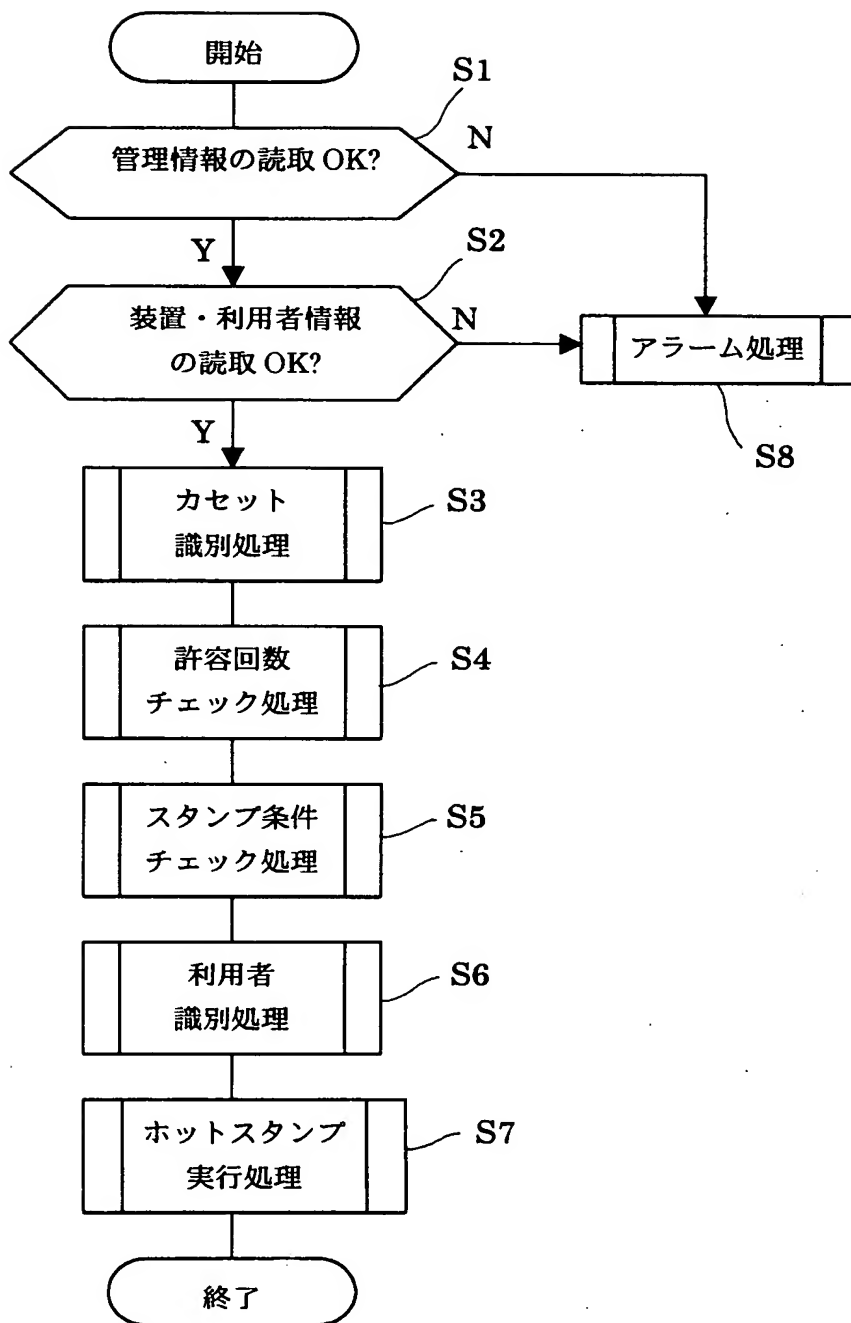 開始
S1
管理情報の読取 OK?
N
Y
S2
装置・利用者情報
の読取 OK?
N
アラーム処理
S8
Y
カセット
識別処理
S3
許容回数
チェック処理
S4
スタンプ条件
チェック処理
S5
利用者
識別処理
S6
ホットスタンプ
実行処理
S7
終了